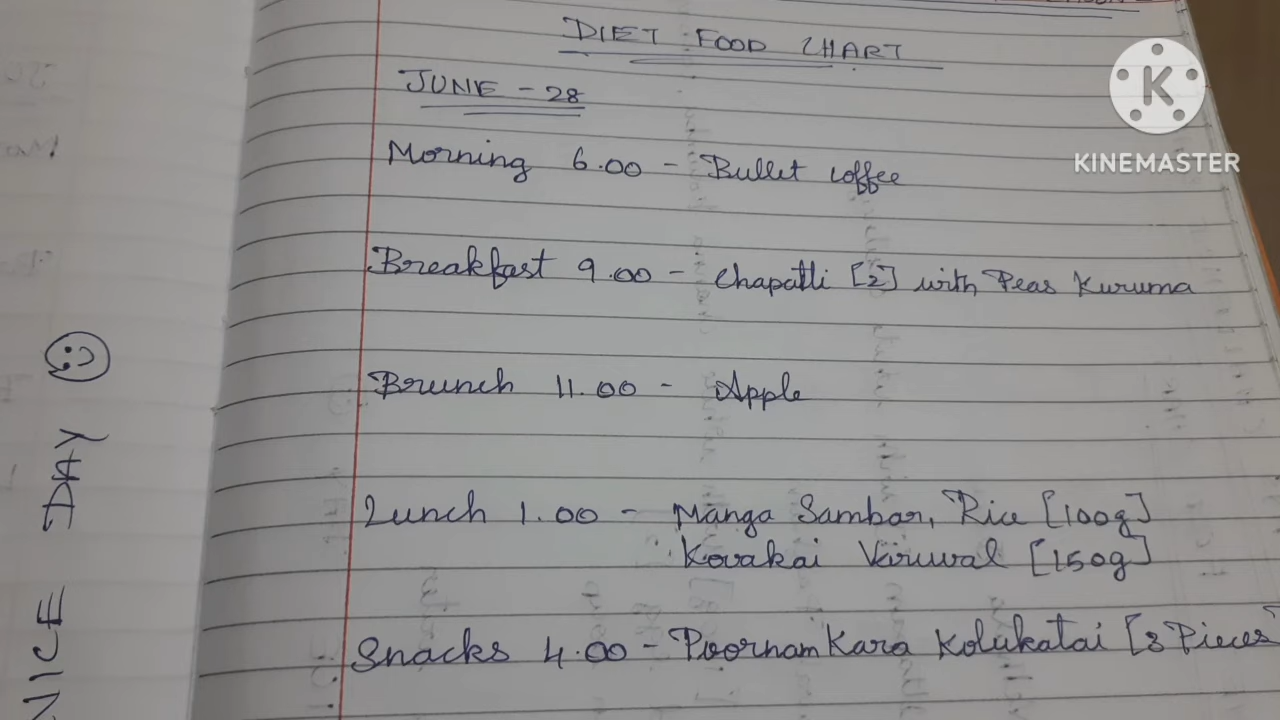 DIET FOOD CHART
JUNE - 28
Morning 6.00 - Bullet coffee
Breakfast 9.00 - Chapatti [2] with Peas Kuruma
Brunch 11.00 - Apple
Lunch 1.00 - Manga Sambar, Rice [100g]
Kovakai Varuwal [150g]
Snacks 4.00 - Poornam Kara Kolukatai [3 Pieces
NICE DAY
K
KINEMASTER